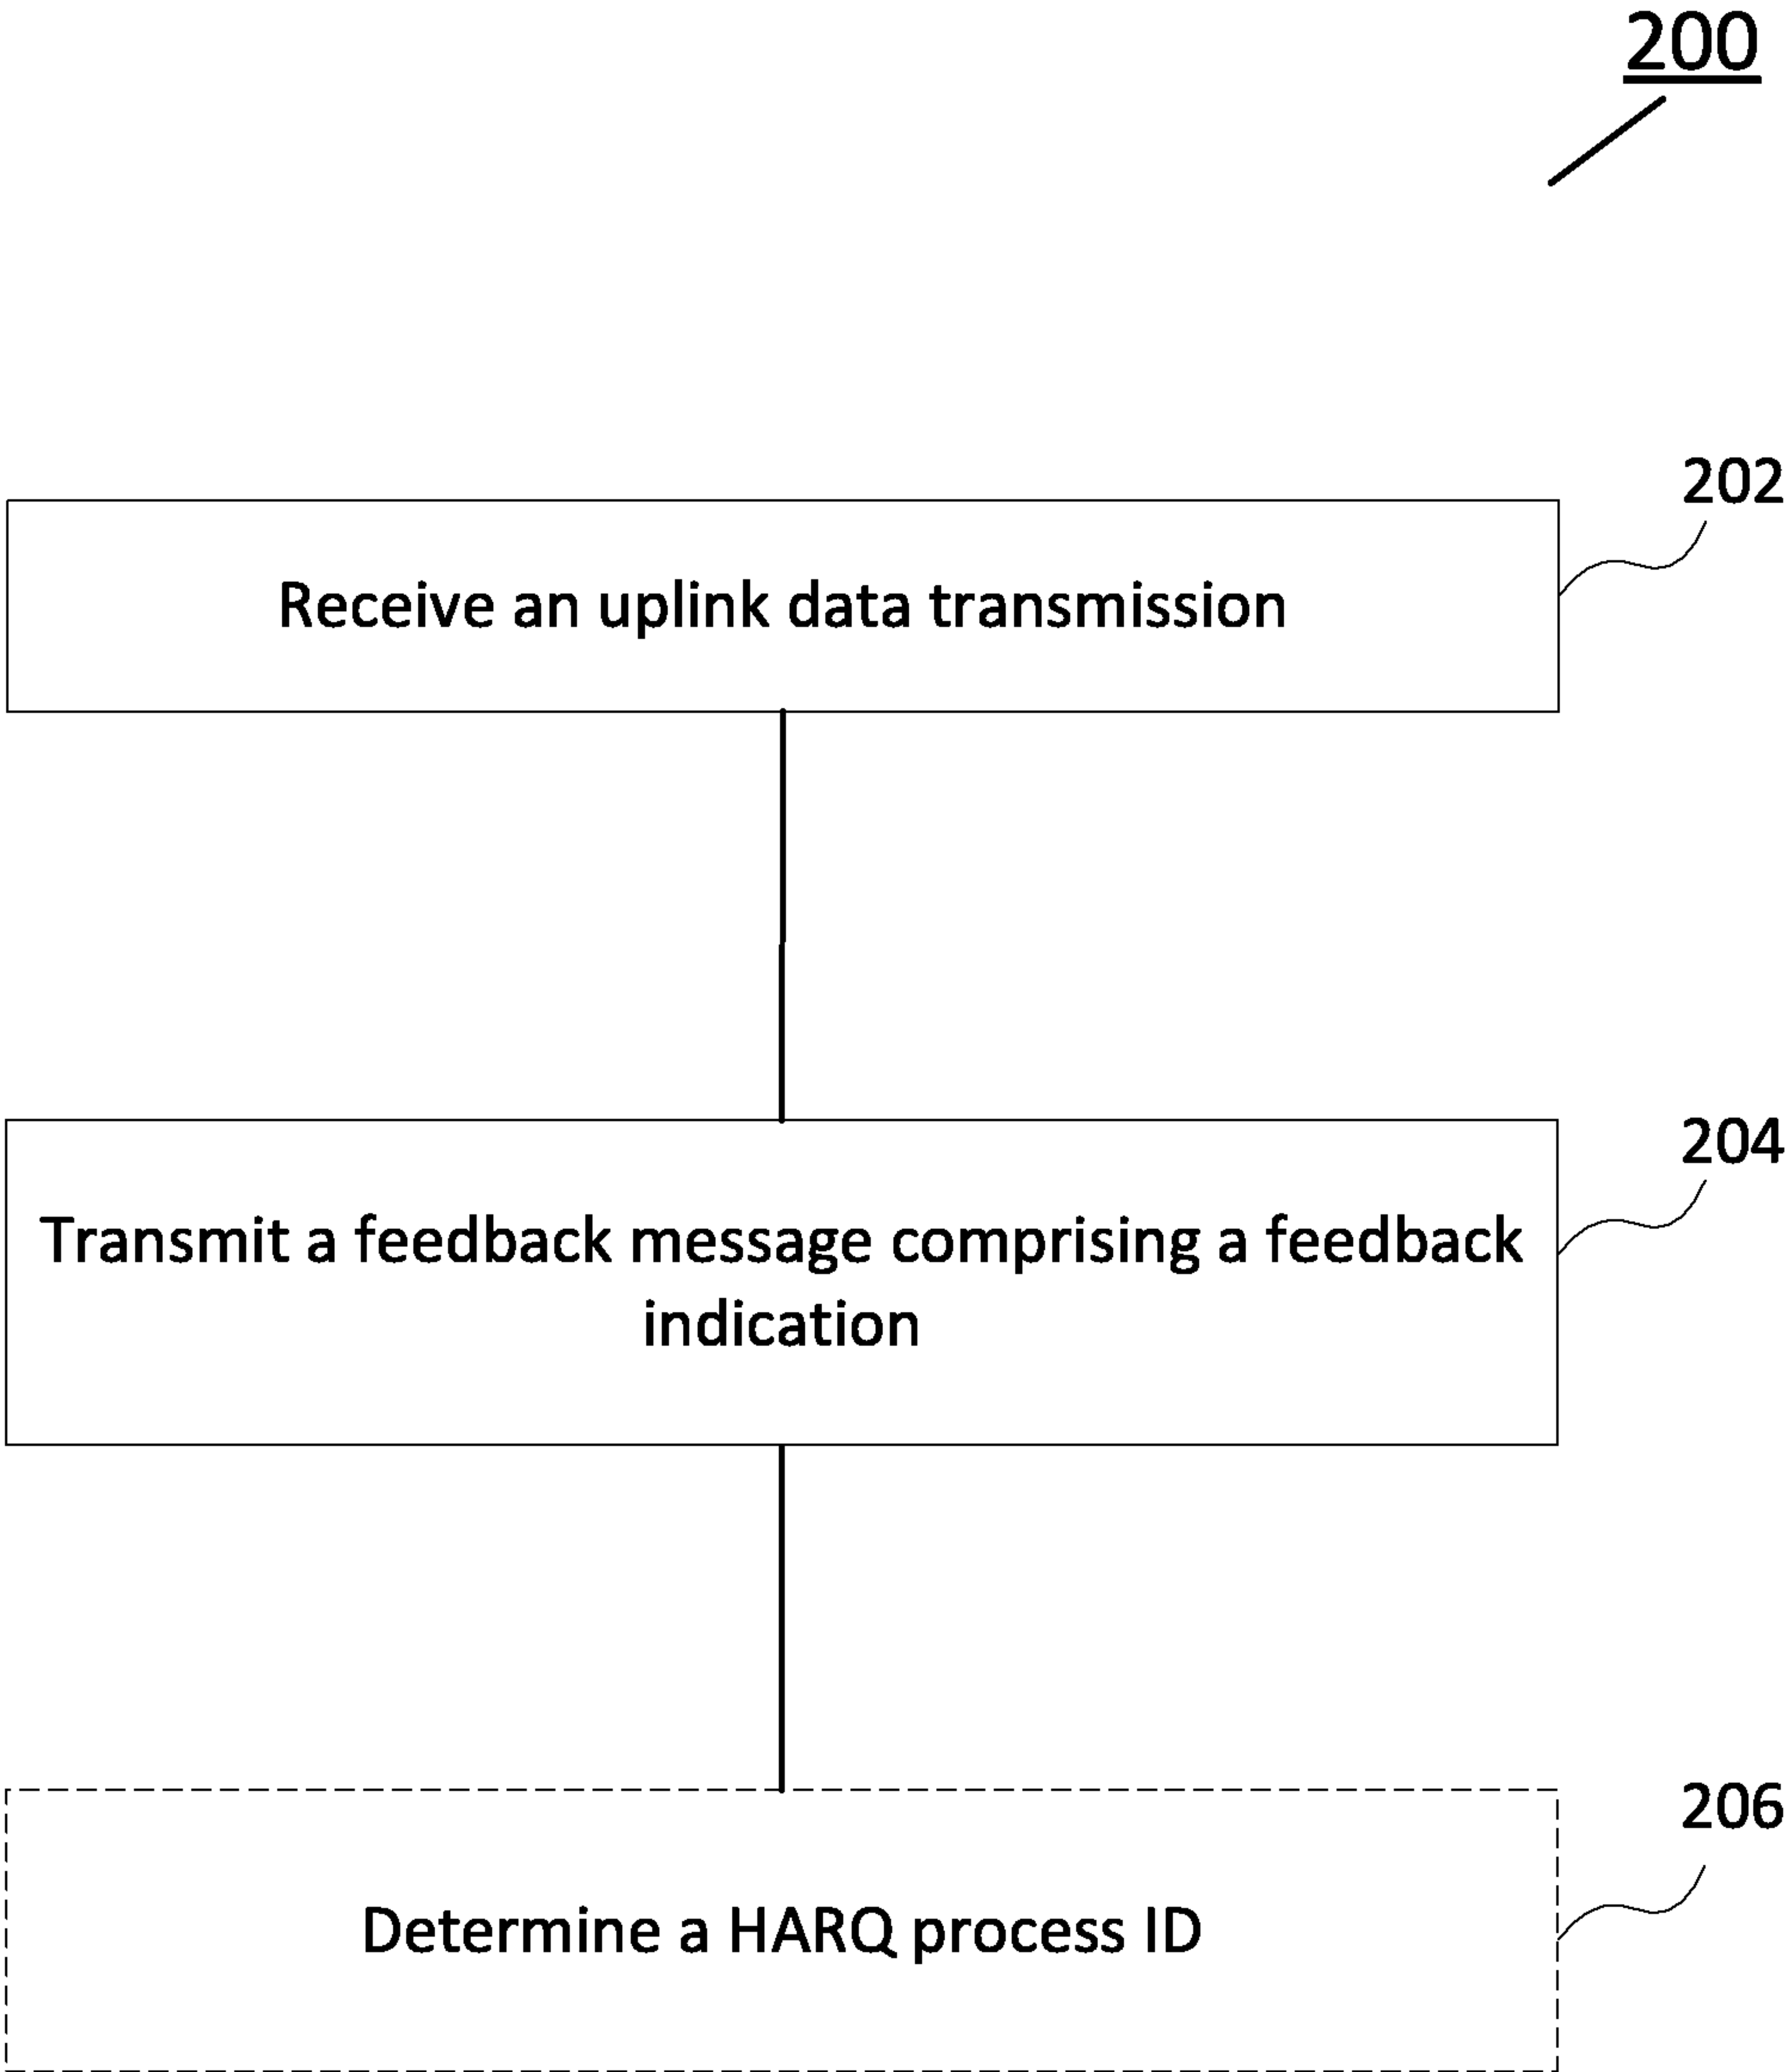 200
202
Receive an uplink data transmission
204
Transmit a feedback message comprising a feedback
indication
206
Determine a HARQ process ID